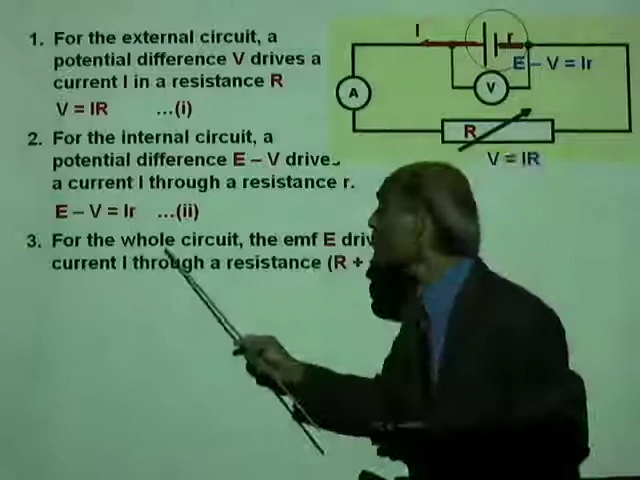 1. For the external circuit, a
potential difference V drives a
current I in a resistance R
V = IR ...(i)
2. For the internal circuit, a
potential difference E – V
a current I through a resistance r.
E – V = Ir ...(ii)
3. For the whole circuit, the emf E
current I through a resistance (R +
I
r
E – V = Ir
V
A
R
V = IR